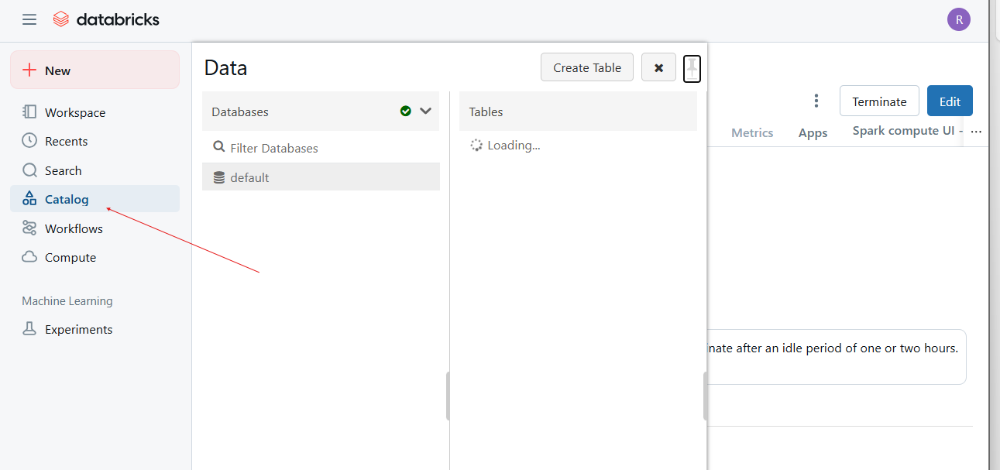 databricks
R
New
Workspace
Recents
Search
Catalog
Workflows
Compute
Machine Learning
Experiments
Data
Create Table
Databases
Filter Databases
default
Tables
Loading...
Terminate
Edit
Metrics
Apps
Spark compute UI -
...
inate after an idle period of one or two hours.